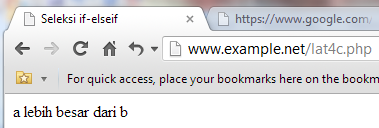 Seleksi if-elseif
https://www.google.com/
www.example.net/lat4c.php
For quick access, place your bookmarks here on the bookmark
a lebih besar dari b